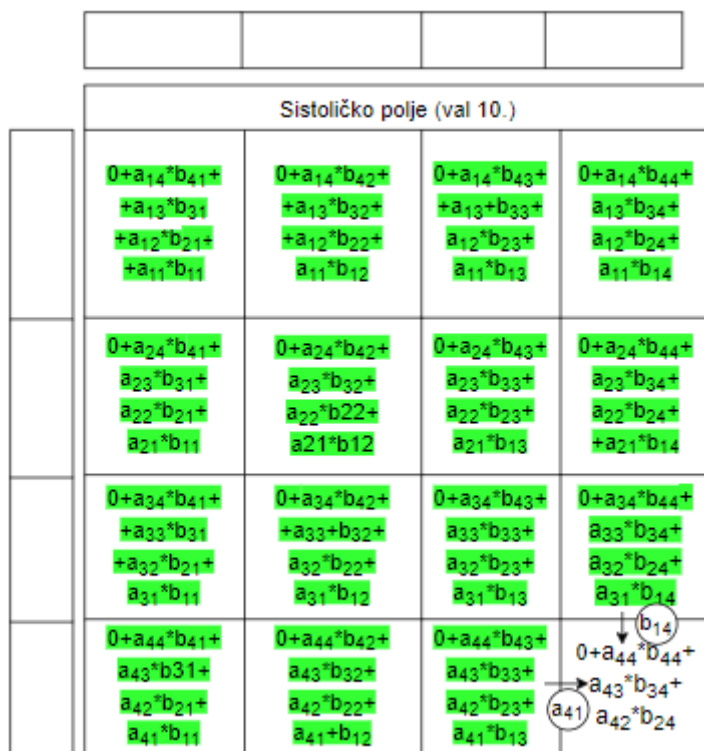 Sistoličko polje (val 10.)
0+a14*b41+
+a13*b31
+a12*b21+
+a11*b11
0+a14*b42+
+a13*b32+
+a12*b22+
a11*b12
0+a14*b43+
+a13+b33+
a12*b23+
a11*b13
0+a14*b44+
a13*b34+
a12*b24+
a11*b14
0+a24*b41+
a23*b31+
a22*b21+
a21*b11
0+a24*b42+
a23*b32+
a22*b22+
a21*b12
0+a24*b43+
a23*b33+
a22*b23+
a21*b13
0+a24*b44+
a23*b34+
a22*b24+
+a21*b14
0+a34*b41+
+a33*b31
+a32*b21+
a31*b11
0+a34*b42+
+a33+b32+
a32*b22+
a31*b12
0+a34*b43+
a33*b33+
a32*b23+
a31*b13
0+a34*b44+
a33*b34+
a32*b24+
a31*b14
0+a44*b41+
a43*b31+
a42*b21+
a41*b11
0+a44*b42+
a43*b32+
a42*b22+
a41+b12
0+a44*b43+
a43*b33+
a42*b23+
a41*b13
b14
0+a44*b44+
a43*b34+
a41
a42*b24